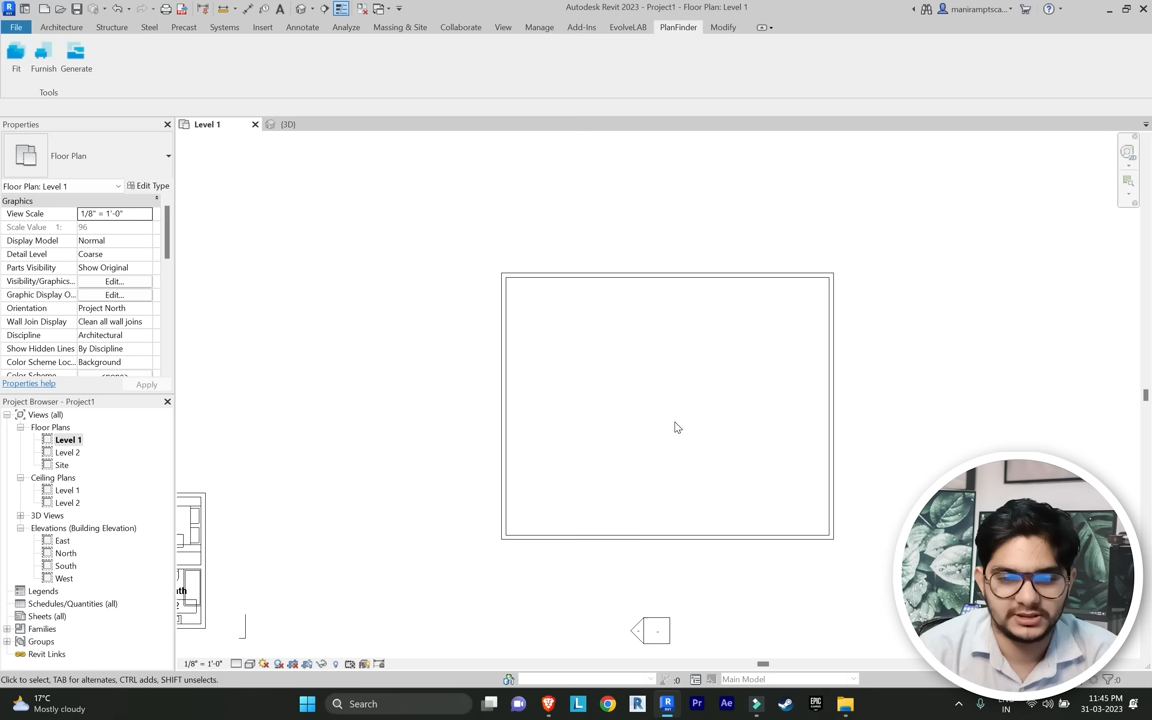 Autodesk Revit 2023 - Project1 - Floor Plan: Level 1
maniramptsca...
File Architecture Structure Steel Precast Systems Insert Annotate Analyze Massing & Site Collaborate View Manage Add-Ins EvolveLAB PlanFinder Modify
Fit Furnish Generate
Tools
Properties
Level 1 {3D}
Floor Plan
Floor Plan: Level 1 Edit Type
Graphics
View Scale 1/8" = 1'-0"
Scale Value 1: 96
Display Model Normal
Detail Level Coarse
Parts Visibility Show Original
Visibility/Graphics... Edit...
Graphic Display O... Edit...
Orientation Project North
Wall Join Display Clean all wall joins
Discipline Architectural
Show Hidden Lines By Discipline
Color Scheme Loc... Background
Color Scheme <none>
Properties help Apply
Project Browser - Project1
Views (all)
Floor Plans
Level 1
Level 2
Site
Ceiling Plans
Level 1
Level 2
3D Views
Elevations (Building Elevation)
East
North
South
West
Legends
Schedules/Quantities (all)
Sheets (all)
Families
Groups
Revit Links
1/8" = 1'-0"
Click to select, TAB for alternates, CTRL adds, SHIFT unselects.
:0 Main Model :0
17°C
Mostly cloudy
Search
ENG
IN
11:45 PM
31-03-2023